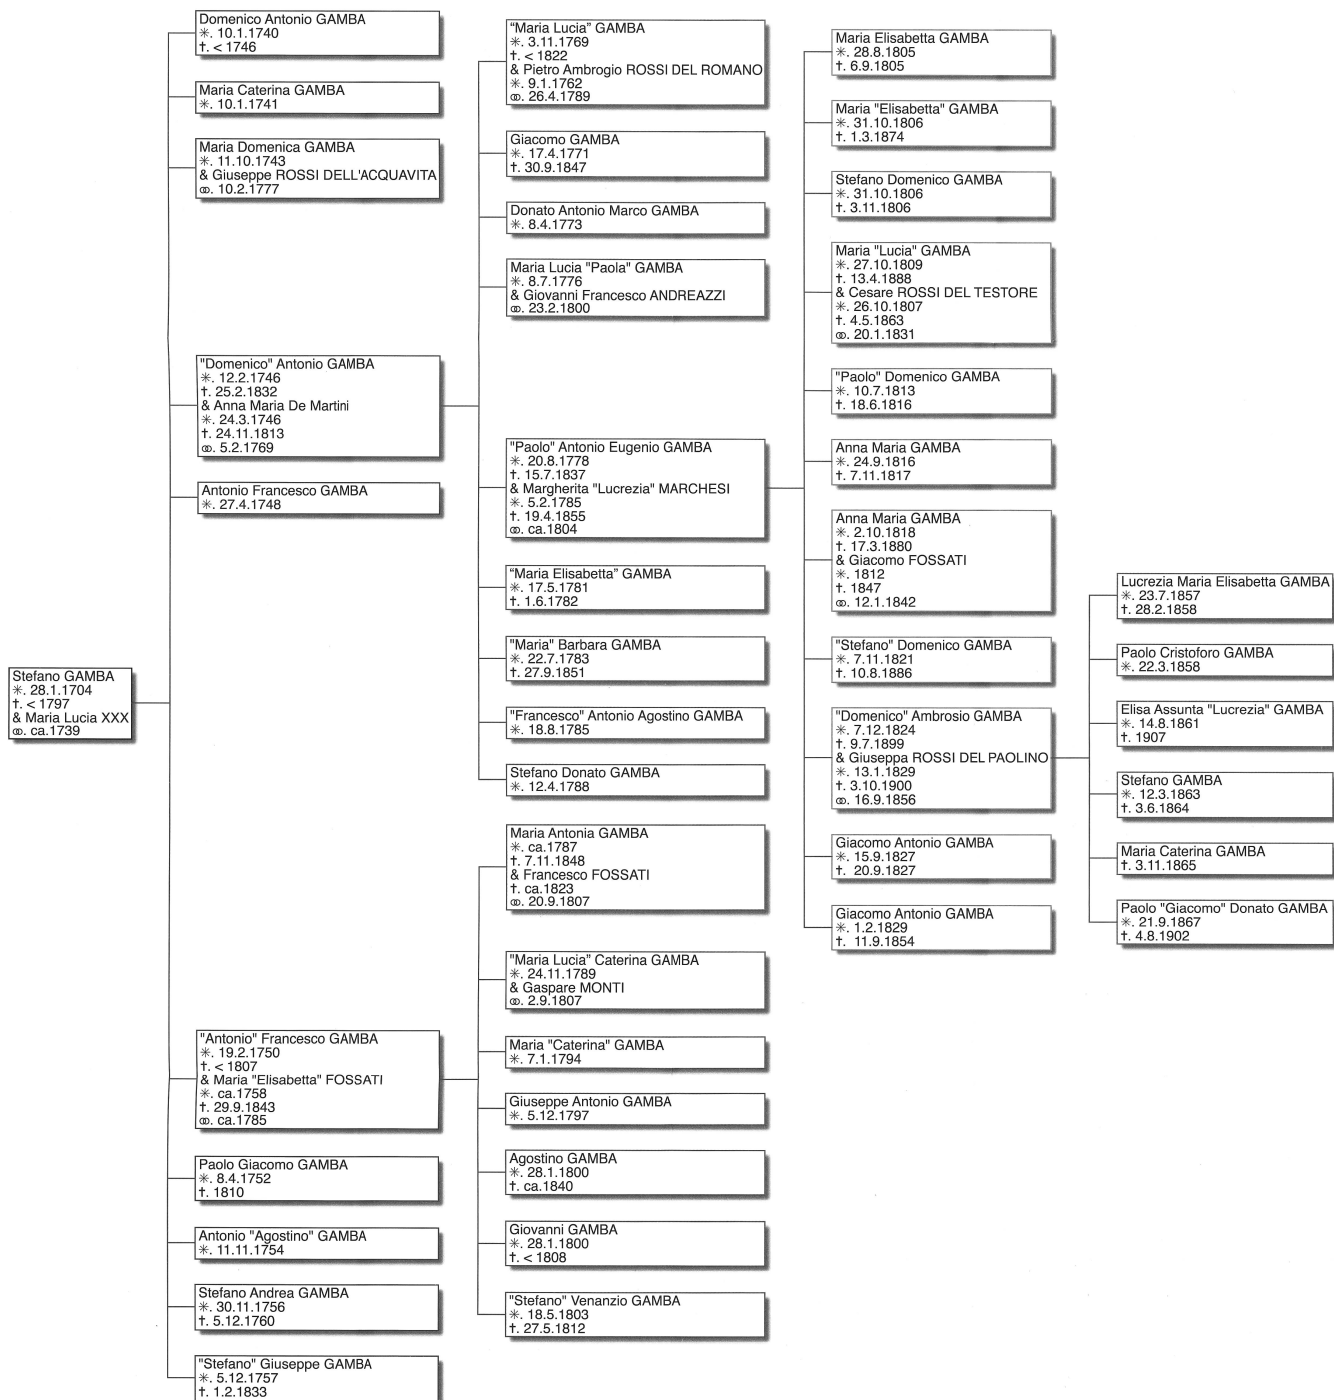 Stefano GAMBA
✳. 28.1.1704
†. < 1797
& Maria Lucia XXX
⚭. ca.1739
Domenico Antonio GAMBA
✳. 10.1.1740
†. < 1746
Maria Caterina GAMBA
✳. 10.1.1741
Maria Domenica GAMBA
✳. 11.10.1743
& Giuseppe ROSSI DELL'ACQUAVITA
⚭. 10.2.1777
"Domenico" Antonio GAMBA
✳. 12.2.1746
†. 25.2.1832
& Anna Maria De Martini
✳. 24.3.1746
†. 24.11.1813
⚭. 5.2.1769
Antonio Francesco GAMBA
✳. 27.4.1748
"Antonio" Francesco GAMBA
✳. 19.2.1750
†. < 1807
& Maria "Elisabetta" FOSSATI
✳. ca.1758
†. 29.9.1843
⚭. ca.1785
Paolo Giacomo GAMBA
✳. 8.4.1752
†. 1810
Antonio "Agostino" GAMBA
✳. 11.11.1754
Stefano Andrea GAMBA
✳. 30.11.1756
†. 5.12.1760
"Stefano" Giuseppe GAMBA
✳. 5.12.1757
†. 1.2.1833
"Maria Lucia" GAMBA
✳. 3.11.1769
†. < 1822
& Pietro Ambrogio ROSSI DEL ROMANO
✳. 9.1.1762
⚭. 26.4.1789
Giacomo GAMBA
✳. 17.4.1771
†. 30.9.1847
Donato Antonio Marco GAMBA
✳. 8.4.1773
Maria Lucia "Paola" GAMBA
✳. 8.7.1776
& Giovanni Francesco ANDREAZZI
⚭. 23.2.1800
"Paolo" Antonio Eugenio GAMBA
✳. 20.8.1778
†. 15.7.1837
& Margherita "Lucrezia" MARCHESI
✳. 5.2.1785
†. 19.4.1855
⚭. ca.1804
"Maria Elisabetta" GAMBA
✳. 17.5.1781
†. 1.6.1782
"Maria" Barbara GAMBA
✳. 22.7.1783
†. 27.9.1851
"Francesco" Antonio Agostino GAMBA
✳. 18.8.1785
Stefano Donato GAMBA
✳. 12.4.1788
Maria Antonia GAMBA
✳. ca.1787
†. 7.11.1848
& Francesco FOSSATI
†. ca.1823
⚭. 20.9.1807
"Maria Lucia" Caterina GAMBA
✳. 24.11.1789
& Gaspare MONTI
⚭. 2.9.1807
Maria "Caterina" GAMBA
✳. 7.1.1794
Giuseppe Antonio GAMBA
✳. 5.12.1797
Agostino GAMBA
✳. 28.1.1800
†. ca.1840
Giovanni GAMBA
✳. 28.1.1800
†. < 1808
"Stefano" Venanzio GAMBA
✳. 18.5.1803
†. 27.5.1812
Maria Elisabetta GAMBA
✳. 28.8.1805
†. 6.9.1805
Maria "Elisabetta" GAMBA
✳. 31.10.1806
†. 1.3.1874
Stefano Domenico GAMBA
✳. 31.10.1806
†. 3.11.1806
Maria "Lucia" GAMBA
✳. 27.10.1809
†. 13.4.1888
& Cesare ROSSI DEL TESTORE
✳. 26.10.1807
†. 4.5.1863
⚭. 20.1.1831
"Paolo" Domenico GAMBA
✳. 10.7.1813
†. 18.6.1816
Anna Maria GAMBA
✳. 24.9.1816
†. 7.11.1817
Anna Maria GAMBA
✳. 2.10.1818
†. 17.3.1880
& Giacomo FOSSATI
✳. 1812
†. 1847
⚭. 12.1.1842
"Stefano" Domenico GAMBA
✳. 7.11.1821
†. 10.8.1886
"Domenico" Ambrosio GAMBA
✳. 7.12.1824
†. 9.7.1899
& Giuseppa ROSSI DEL PAOLINO
✳. 13.1.1829
†. 3.10.1900
⚭. 16.9.1856
Giacomo Antonio GAMBA
✳. 15.9.1827
†. 20.9.1827
Giacomo Antonio GAMBA
✳. 1.2.1829
†. 11.9.1854
Lucrezia Maria Elisabetta GAMBA
✳. 23.7.1857
†. 28.2.1858
Paolo Cristoforo GAMBA
✳. 22.3.1858
Elisa Assunta "Lucrezia" GAMBA
✳. 14.8.1861
†. 1907
Stefano GAMBA
✳. 12.3.1863
†. 3.6.1864
Maria Caterina GAMBA
†. 3.11.1865
Paolo "Giacomo" Donato GAMBA
✳. 21.9.1867
†. 4.8.1902